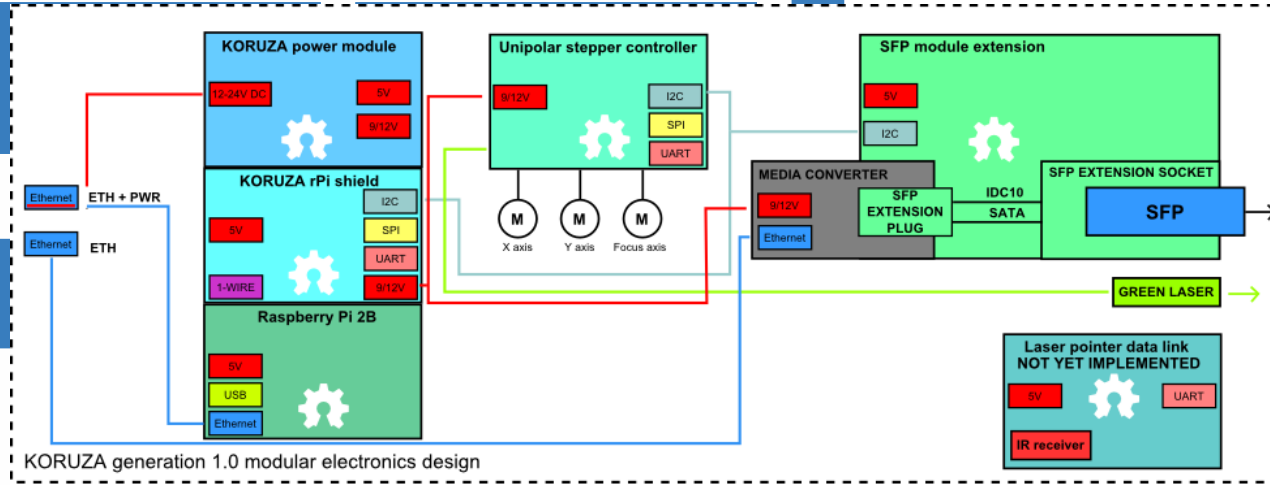 KORUZA power module
12-24V DC
5V
9/12V
Unipolar stepper controller
9/12V
I2C
SPI
UART
M
M
M
X axis
Y axis
Focus axis
SFP module extension
5V
I2C
MEDIA CONVERTER
9/12V
Ethernet
SFP
EXTENSION
PLUG
IDC10
SATA
SFP EXTENSION SOCKET
SFP
Ethernet
ETH + PWR
Ethernet
ETH
KORUZA rPi shield
I2C
5V
SPI
UART
1-WIRE
9/12V
GREEN LASER
Raspberry Pi 2B
5V
USB
Ethernet
Laser pointer data link
NOT YET IMPLEMENTED
5V
UART
IR receiver
KORUZA generation 1.0 modular electronics design